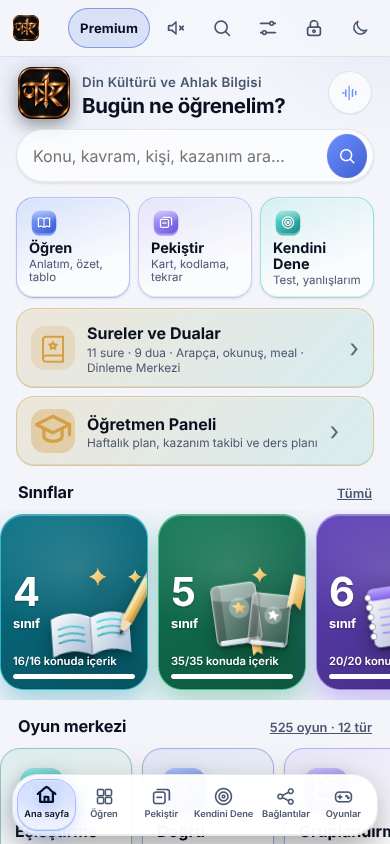 Premium
Din Kültürü ve Ahlak Bilgisi
Bugün ne öğrenelim?
Konu, kavram, kişi, kazanım ara...
Öğren
Anlatım, özet,
tablo
Pekiştir
Kart, kodlama,
tekrar
Kendini
Dene
Test, yanlışlarım
Sureler ve Dualar
11 sure · 9 dua · Arapça, okunuş, meal ·
Dinleme Merkezi
Öğretmen Paneli
Haftalık plan, kazanım takibi ve ders planı
Sınıflar
Tümü
4
sınıf
16/16 konuda içerik
5
sınıf
35/35 konuda içerik
6
sınıf
20/20 konu
Oyun merkezi
525 oyun · 12 tür
Ana sayfa
Öğren
Pekiştir
Kendini Dene
Bağlantılar
Oyunlar